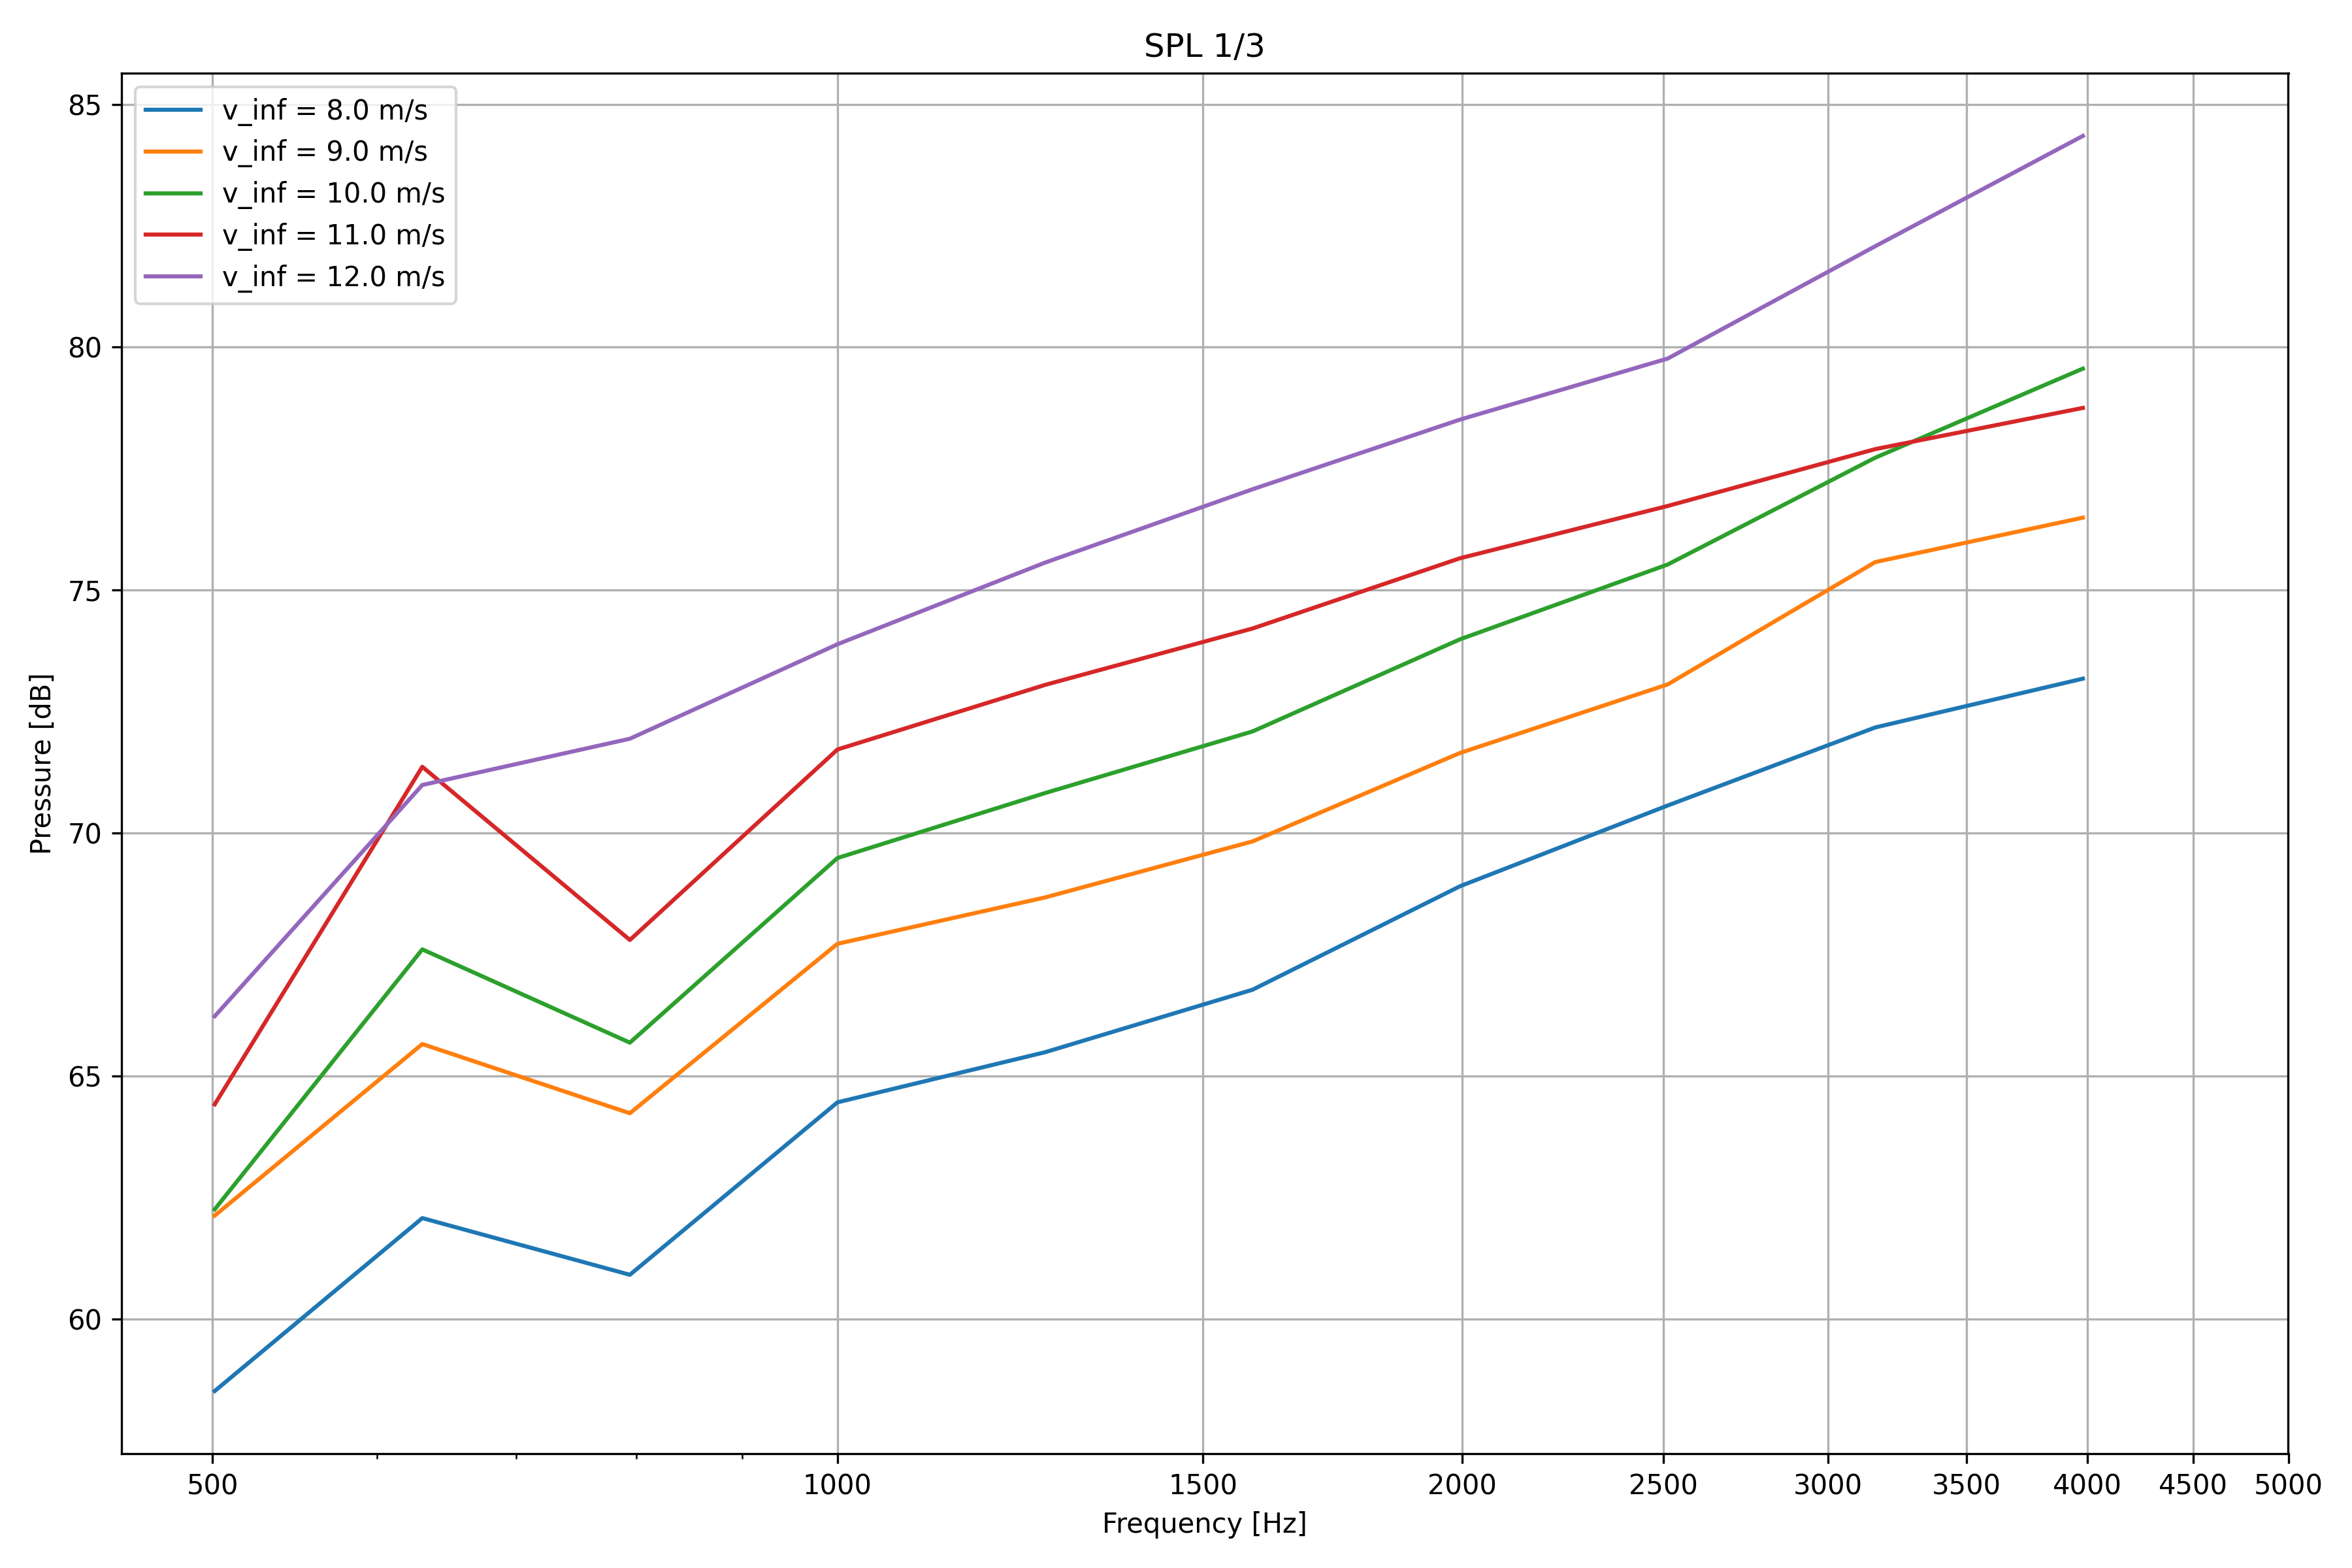 SPL 1/3
85
80
75
70
65
60
Pressure [dB]
v_inf = 8.0 m/s
v_inf = 9.0 m/s
v_inf = 10.0 m/s
v_inf = 11.0 m/s
v_inf = 12.0 m/s
500 1000 1500 2000 2500 3000 3500 4000 4500 5000
Frequency [Hz]